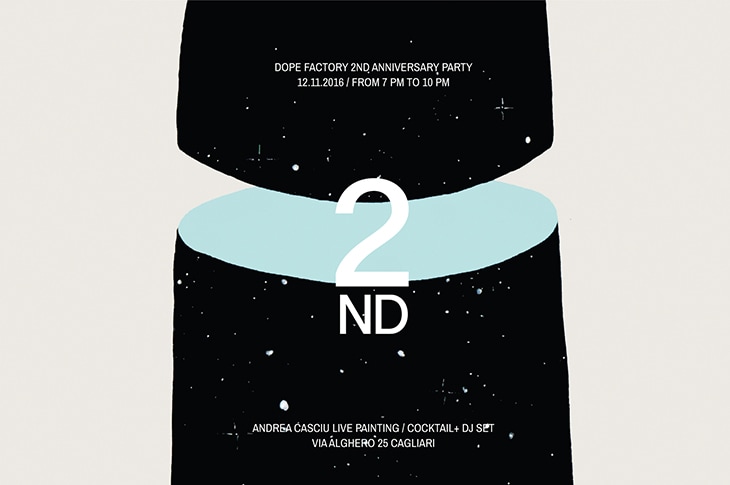 DOPE FACTORY 2ND ANNIVERSARY PARTY
12.11.2016 / FROM 7 PM TO 10 PM
2
ND
ANDREA CASCIU LIVE PAINTING / COCKTAIL+ DJ SET
VIA ALGHERO 25 CAGLIARI